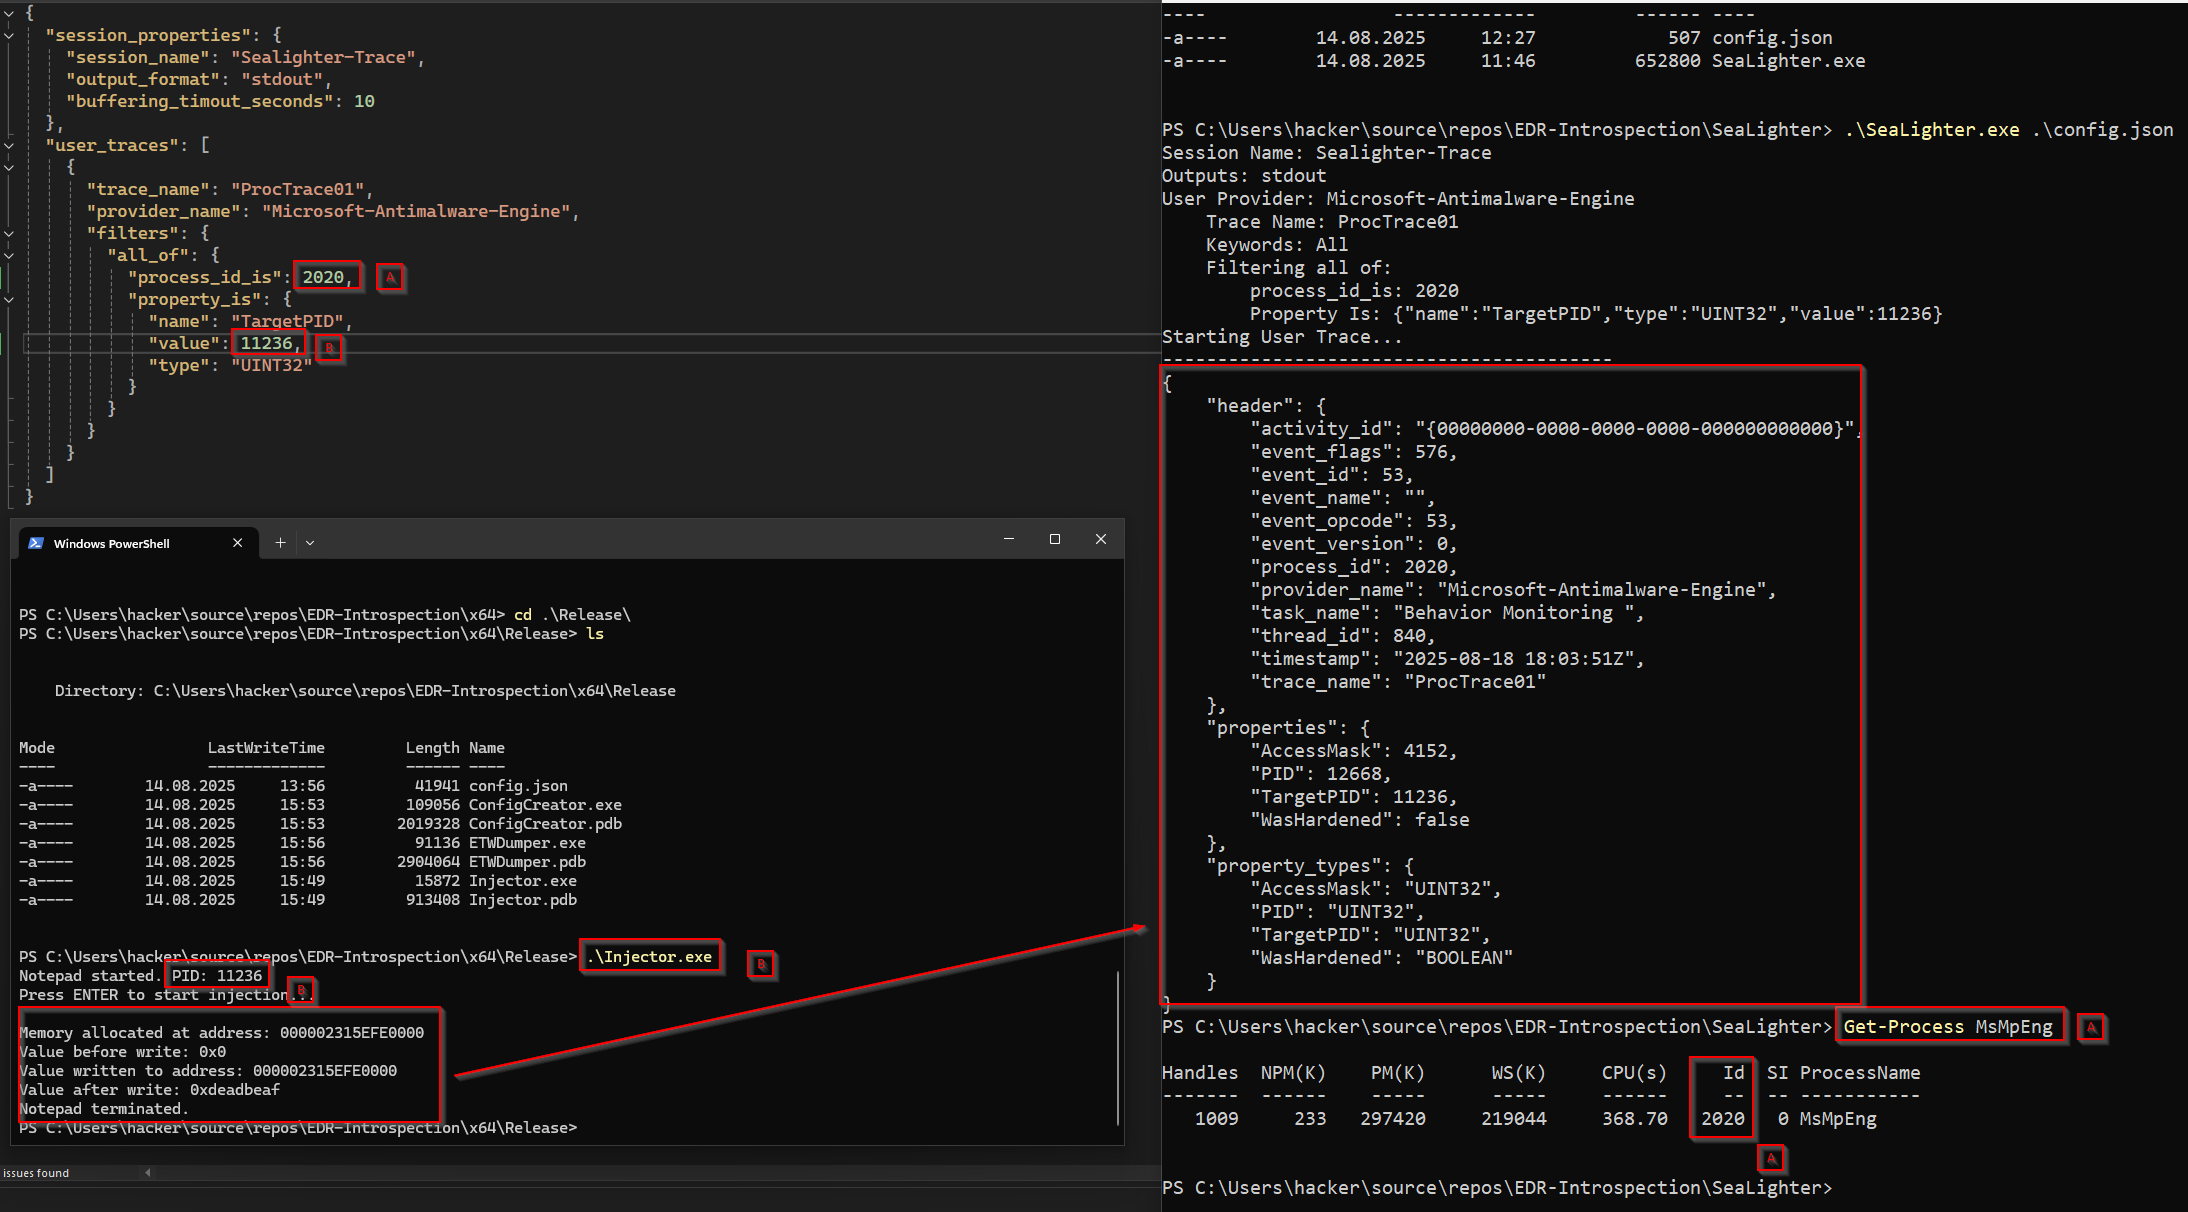 {
"session_properties": {
"session_name": "Sealighter-Trace",
"output_format": "stdout",
"buffering_timout_seconds": 10
},
"user_traces": [
{
"trace_name": "ProcTrace01",
"provider_name": "Microsoft-Antimalware-Engine",
"filters": {
"all_of": {
"process_id_is": 2020, A
"property_is": {
"name": "TargetPID",
"value": 11236, B
"type": "UINT32"
}
}
}
}
]
}
Windows PowerShell
PS C:\Users\hacker\source\repos\EDR-Introspection\x64> cd .\Release\
PS C:\Users\hacker\source\repos\EDR-Introspection\x64\Release> ls
Directory: C:\Users\hacker\source\repos\EDR-Introspection\x64\Release
Mode LastWriteTime Length Name
---- ------------- ------ ----
-a---- 14.08.2025 13:56 41941 config.json
-a---- 14.08.2025 15:53 109056 ConfigCreator.exe
-a---- 14.08.2025 15:53 2019328 ConfigCreator.pdb
-a---- 14.08.2025 15:56 91136 ETWDumper.exe
-a---- 14.08.2025 15:56 2904064 ETWDumper.pdb
-a---- 14.08.2025 15:49 15872 Injector.exe
-a---- 14.08.2025 15:49 913408 Injector.pdb
PS C:\Users\hacker\source\repos\EDR-Introspection\x64\Release> .\Injector.exe B
Notepad started. PID: 11236
Press ENTER to start injection... B
Memory allocated at address: 000002315EFE0000
Value before write: 0x0
Value written to address: 000002315EFE0000
Value after write: 0xdeadbeaf
Notepad terminated.
PS C:\Users\hacker\source\repos\EDR-Introspection\x64\Release>
issues found
---- ------------- ------ ----
-a---- 14.08.2025 12:27 507 config.json
-a---- 14.08.2025 11:46 652800 SeaLighter.exe
PS C:\Users\hacker\source\repos\EDR-Introspection\SeaLighter> .\SeaLighter.exe .\config.json
Session Name: Sealighter-Trace
Outputs: stdout
User Provider: Microsoft-Antimalware-Engine
Trace Name: ProcTrace01
Keywords: All
Filtering all of:
process_id_is: 2020
Property Is: {"name":"TargetPID","type":"UINT32","value":11236}
Starting User Trace...
-----------------------------------------
{
"header": {
"activity_id": "{00000000-0000-0000-0000-000000000000}",
"event_flags": 576,
"event_id": 53,
"event_name": "",
"event_opcode": 53,
"event_version": 0,
"process_id": 2020,
"provider_name": "Microsoft-Antimalware-Engine",
"task_name": "Behavior Monitoring ",
"thread_id": 840,
"timestamp": "2025-08-18 18:03:51Z",
"trace_name": "ProcTrace01"
},
"properties": {
"AccessMask": 4152,
"PID": 12668,
"TargetPID": 11236,
"WasHardened": false
},
"property_types": {
"AccessMask": "UINT32",
"PID": "UINT32",
"TargetPID": "UINT32",
"WasHardened": "BOOLEAN"
}
}
PS C:\Users\hacker\source\repos\EDR-Introspection\SeaLighter> Get-Process MsMpEng A
Handles NPM(K) PM(K) WS(K) CPU(s) Id SI ProcessName
------- ------ ----- ----- ------ -- -- -----------
1009 233 297420 219044 368.70 2020 0 MsMpEng
A
PS C:\Users\hacker\source\repos\EDR-Introspection\SeaLighter>